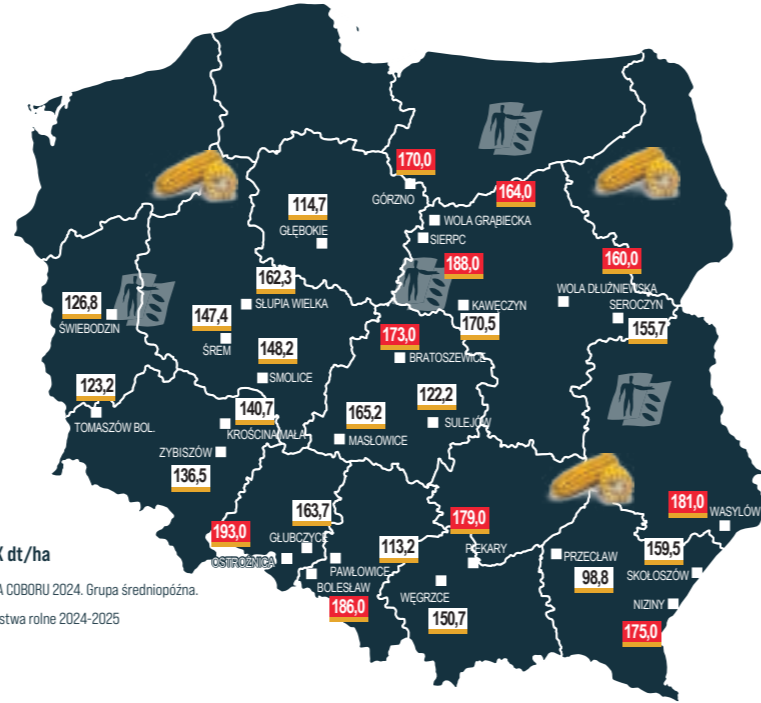 170,0
GÓRZNO
164,0
WOLA GRĄBIECKA
SIERPC
114,7
GŁĘBOKIE
188,0
KAWĘCZYN
170,5
160,0
WOLA DŁUŻNIEWSKA
SEROCZYN
155,7
162,3
SŁUPIA WIELKA
126,8
ŚWIEBODZIN
147,4
ŚREM
148,2
SMOLICE
173,0
BRATOSZEWICE
123,2
TOMASZÓW BOL.
140,7
KROŚCINA MAŁA
165,2
MASŁOWICE
122,2
SULEJÓW
ZYBISZÓW
136,5
193,0
OSTROŻNICA
163,7
GŁUBCZYCE
PAWŁOWICE
113,2
BOLESŁAW
186,0
179,0
PIEKARY
WĘGRZCE
150,7
PRZECŁAW
98,8
181,0
WASYLÓW
159,5
SKOŁOSZÓW
NIZINY
175,0
X dt/ha
A COBORU 2024. Grupa średniopóźna.
stwa rolne 2024-2025